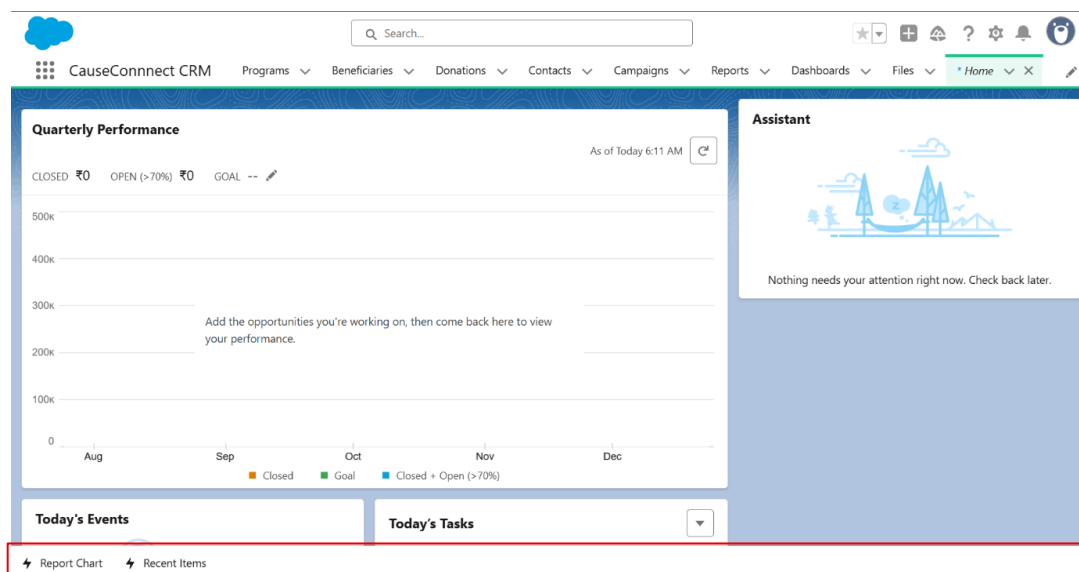 Search...
CauseConnnect CRM Programs Beneficiaries Donations Contacts Campaigns Reports Dashboards Files * Home
Quarterly Performance
As of Today 6:11 AM
CLOSED ₹0 OPEN (>70%) ₹0 GOAL --
500K
400K
300K
200K
100K
0
Add the opportunities you're working on, then come back here to view
your performance.
Aug Sep Oct Nov Dec
Closed Goal Closed + Open (>70%)
Assistant
z
Nothing needs your attention right now. Check back later.
Today's Events
Today's Tasks
Report Chart Recent Items